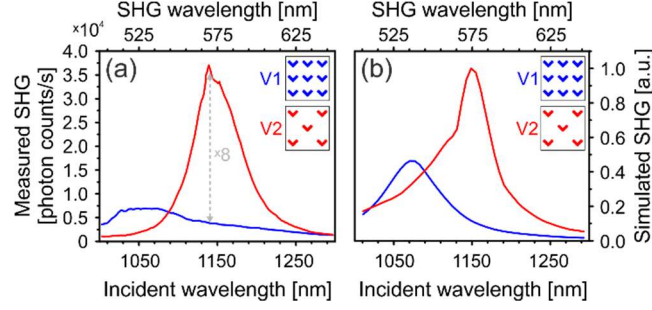 SHG wavelength [nm]
SHG wavelength [nm]
×10⁴
525
575
625
525
575
625
4.0
3.5
3.0
2.5
2.0
1.5
1.0
0.5
0.0
Measured SHG
[photon counts/s]
(a)
V1
V2
×8
(b)
V1
V2
1.0
0.8
0.6
0.4
0.2
0.0
Simulated SHG [a.u.]
1050
1150
1250
1050
1150
1250
Incident wavelength [nm]
Incident wavelength [nm]